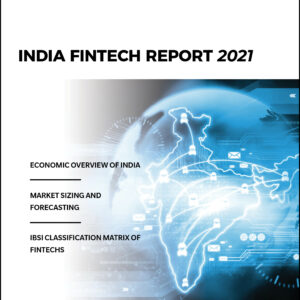 INDIA FINTECH REPORT 2021
ECONOMIC OVERVIEW OF INDIA
MARKET SIZING AND
FORECASTING
IBSI CLASSIFICATION MATRIX OF
FINTECHS